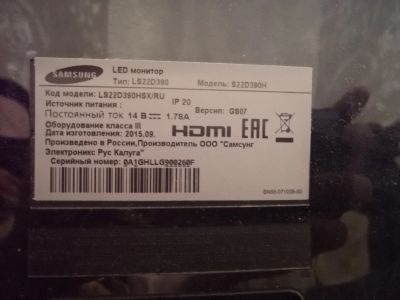 SAMSUNG
LED монитор
Тип: LS22D390
Модель: S22D390H
Код модели: LS22D390HSX/RU
IP 20
Источник питания :
Версия: GS07
Постоянный ток 14 В 1.78A
Оборудование класса III
Дата изготовления: 2015.09.
HDMI EAC
Произведено в России,Производитель ООО "Самсунг
Электроникс Рус Калуга"
Серийный номер: